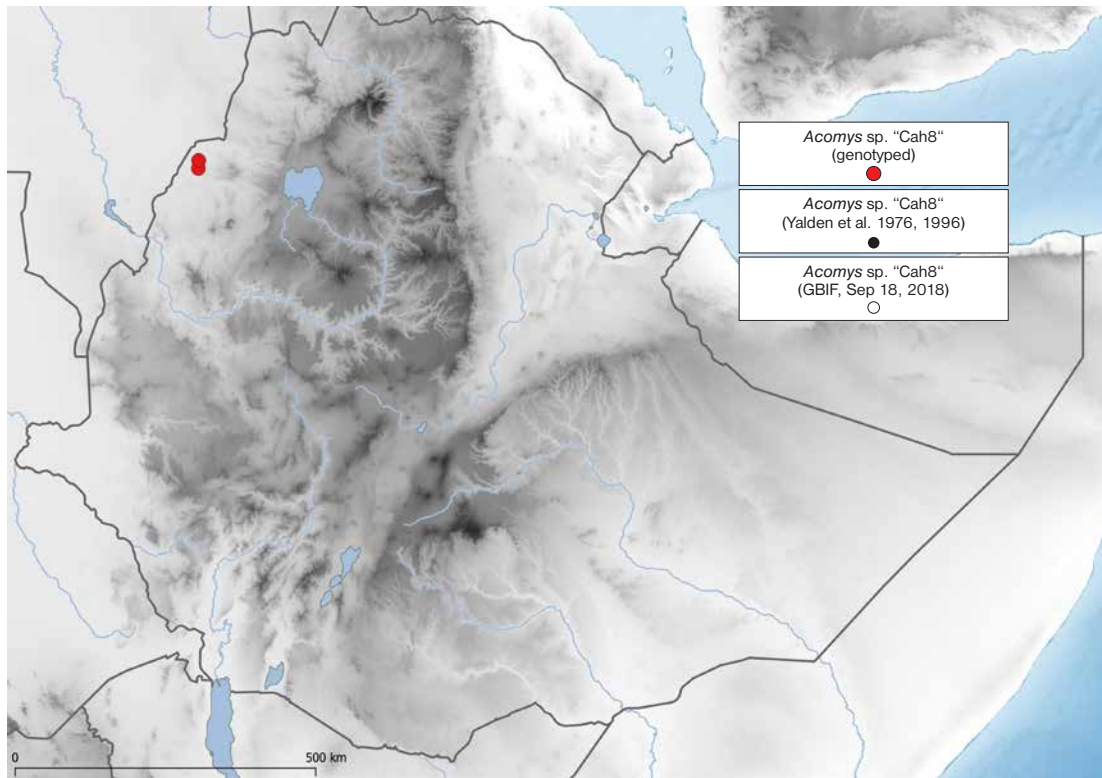 Acomys sp. "Cah8“
(genotyped)
Acomys sp. "Cah8“
(Yalden et al. 1976, 1996)
Acomys sp. "Cah8“
(GBIF, Sep 18, 2018)
0
500 km